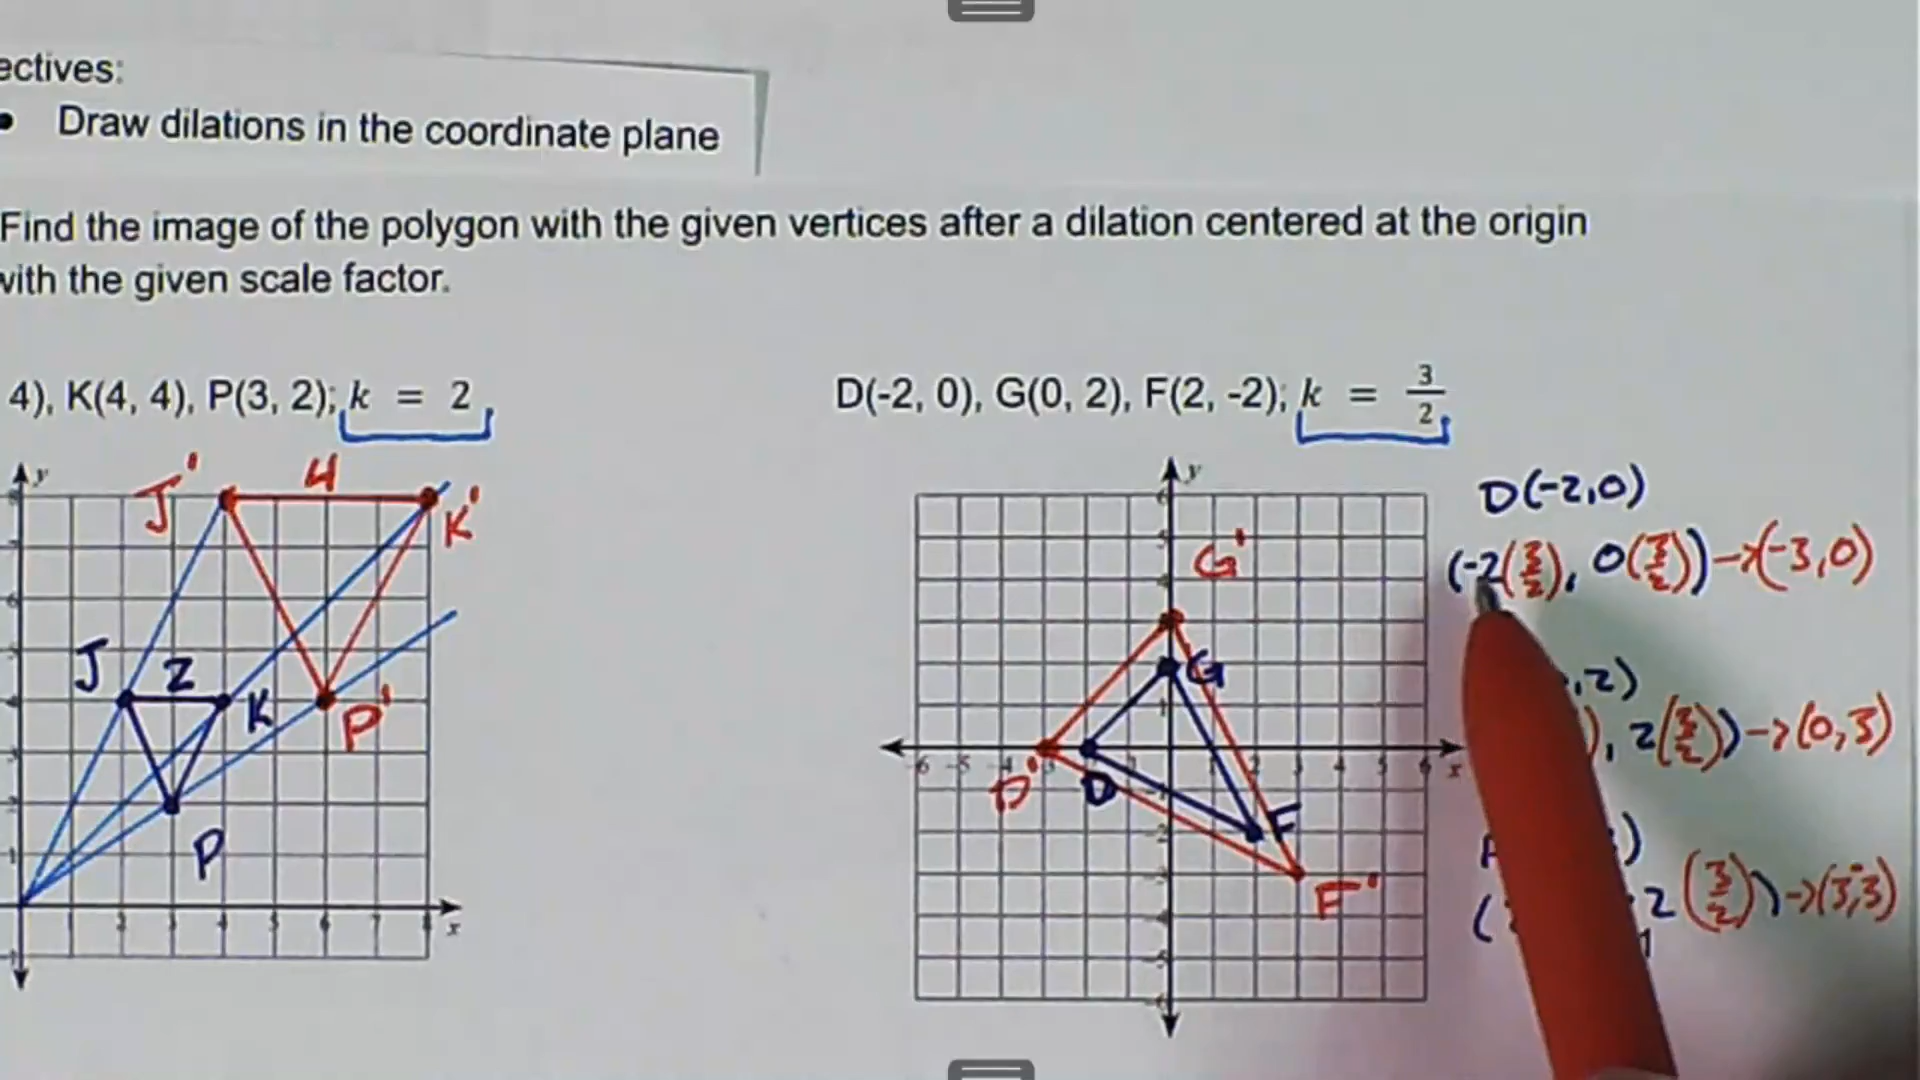 ectives:
• Draw dilations in the coordinate plane
Find the image of the polygon with the given vertices after a dilation centered at the origin
with the given scale factor.
4), K(4, 4), P(3, 2); k = 2
J' 4 K'
J 2 K P'
P
y
x
D(-2, 0), G(0, 2), F(2, -2); k = 3/2
y
G'
G
D' D
F
F'
x
D(-2,0)
(-2(3/2), 0(3/2)) → (-3,0)
,2)
), 2(3/2)) → (0,3)
)
2(3/2)) → (3,-3)